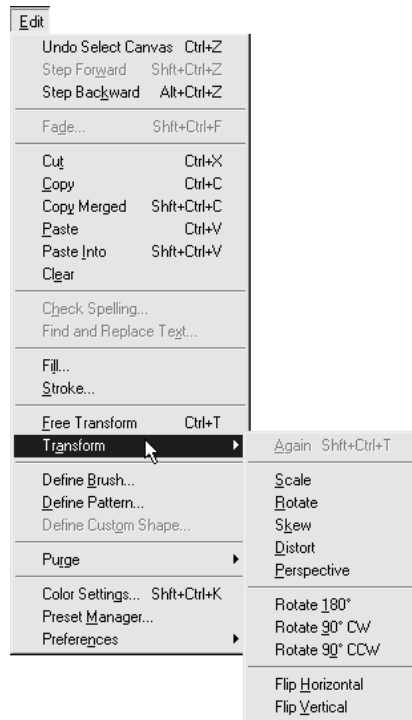 Edit
Undo Select Canvas Ctrl+Z
Step Forward Shft+Ctrl+Z
Step Backward Alt+Ctrl+Z
Fade... Shft+Ctrl+F
Cut Ctrl+X
Copy Ctrl+C
Copy Merged Shft+Ctrl+C
Paste Ctrl+V
Paste Into Shft+Ctrl+V
Clear
Check Spelling...
Find and Replace Text...
Fill...
Stroke...
Free Transform Ctrl+T
Transform
Define Brush...
Define Pattern...
Define Custom Shape...
Purge
Color Settings... Shft+Ctrl+K
Preset Manager...
Preferences
Again Shft+Ctrl+T
Scale
Rotate
Skew
Distort
Perspective
Rotate 180°
Rotate 90° CW
Rotate 90° CCW
Flip Horizontal
Flip Vertical